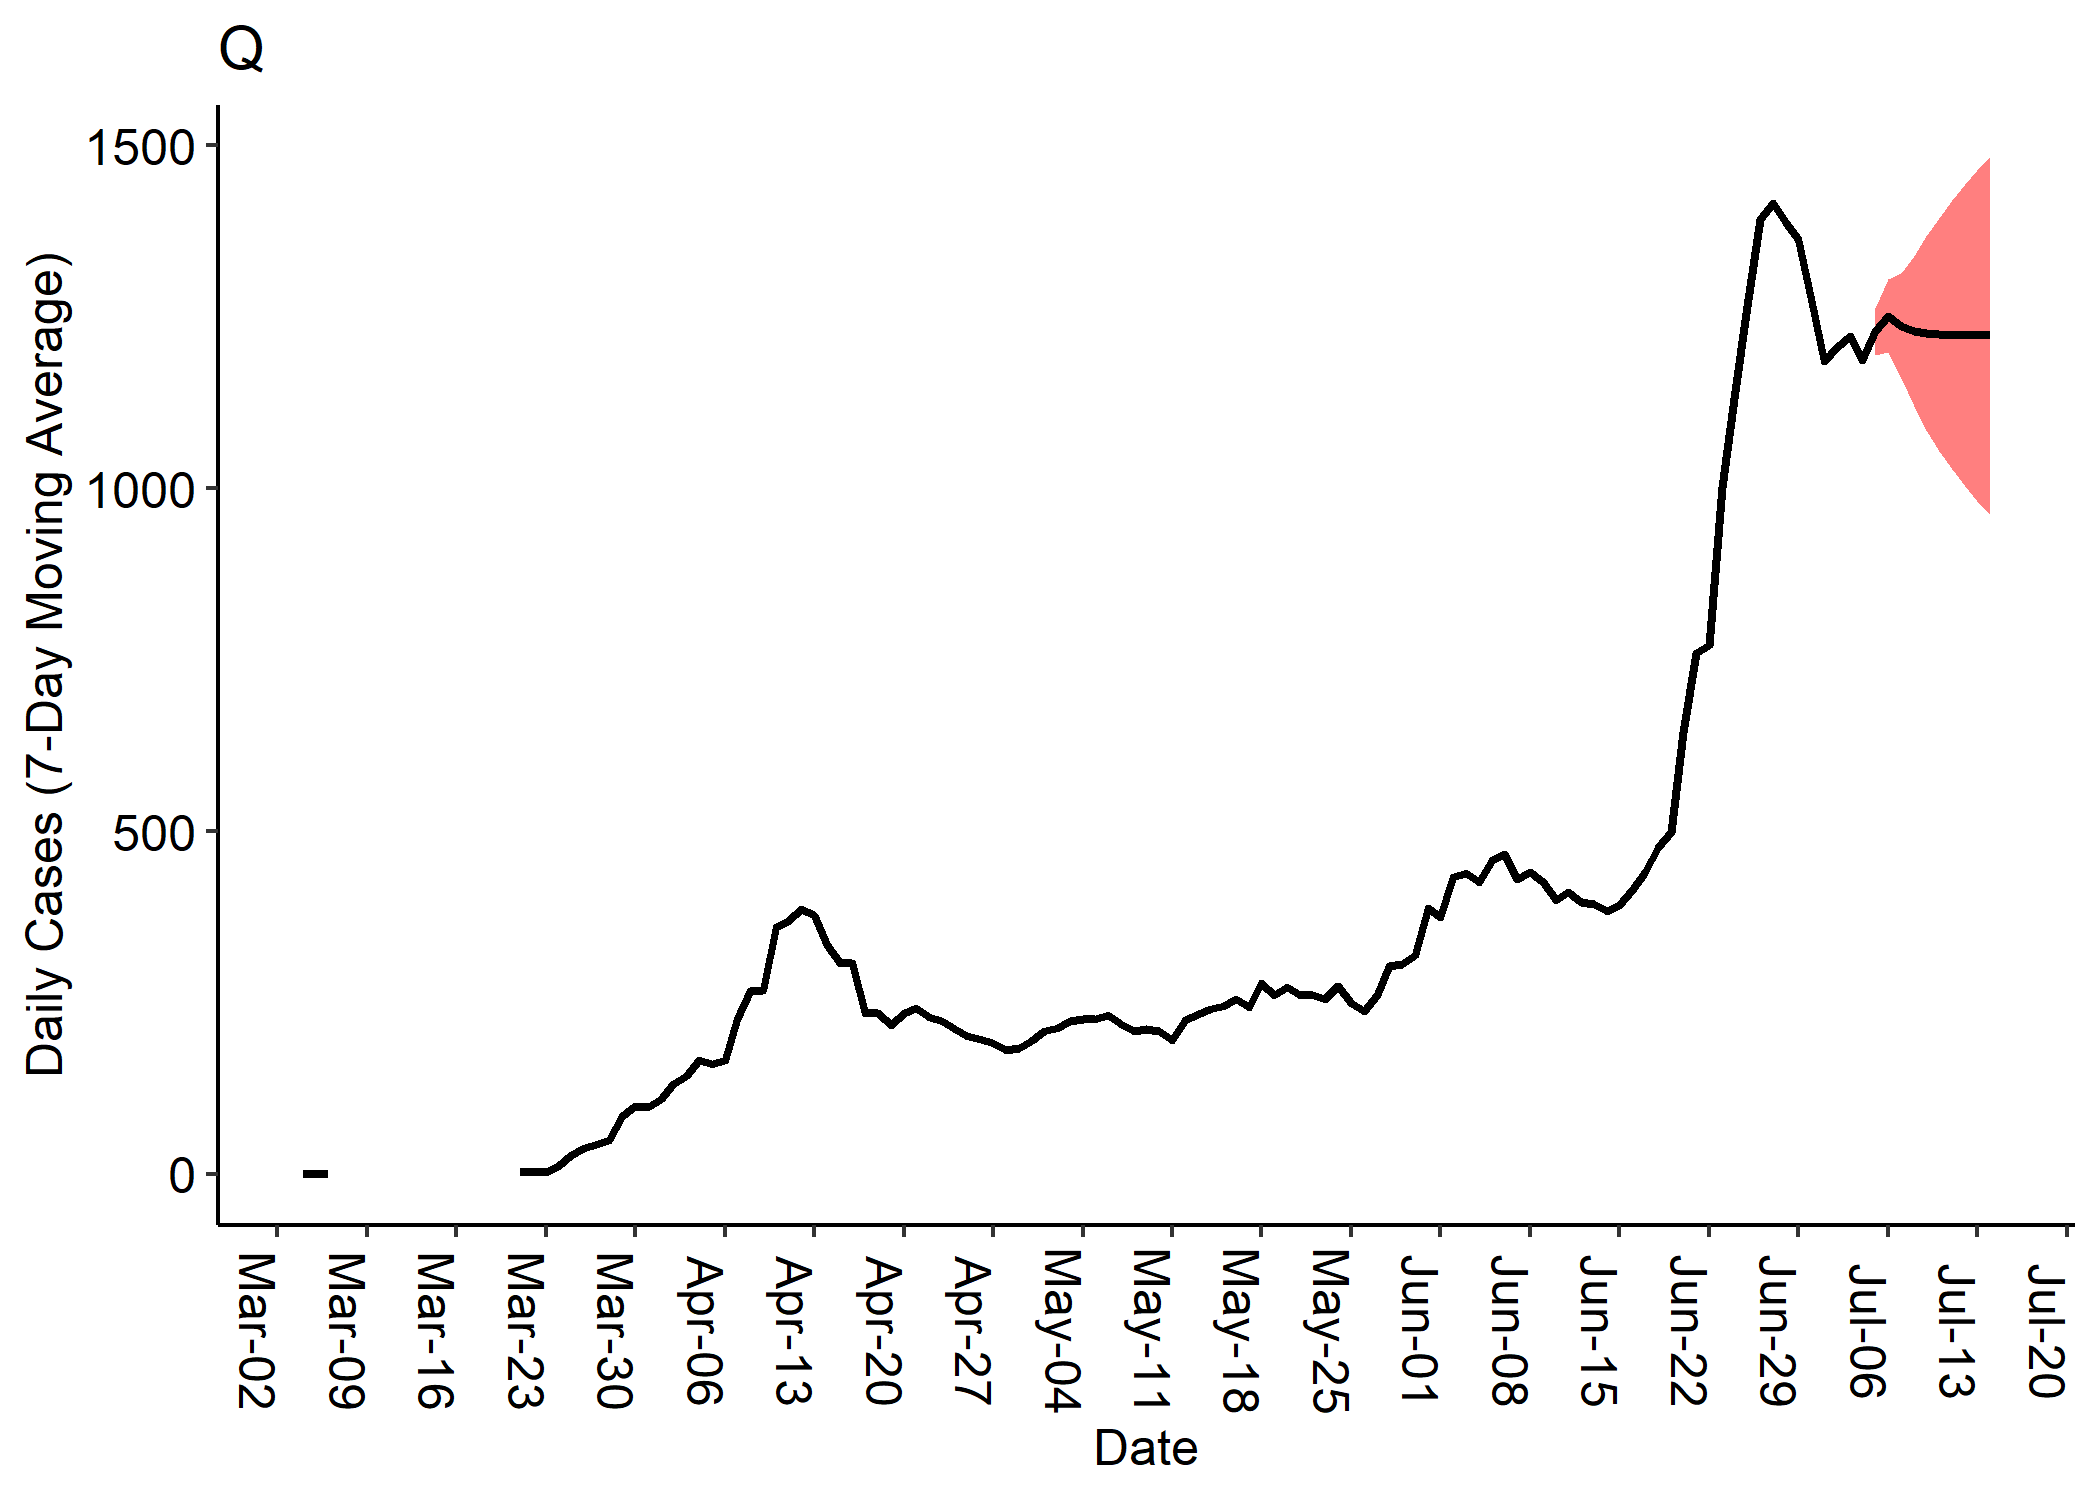 Q
Daily Cases (7-Day Moving Average)
1500
1000
500
0
Mar-02
Mar-09
Mar-16
Mar-23
Mar-30
Apr-06
Apr-13
Apr-20
Apr-27
May-04
May-11
May-18
May-25
Jun-01
Jun-08
Jun-15
Jun-22
Jun-29
Jul-06
Jul-13
Jul-20
Date